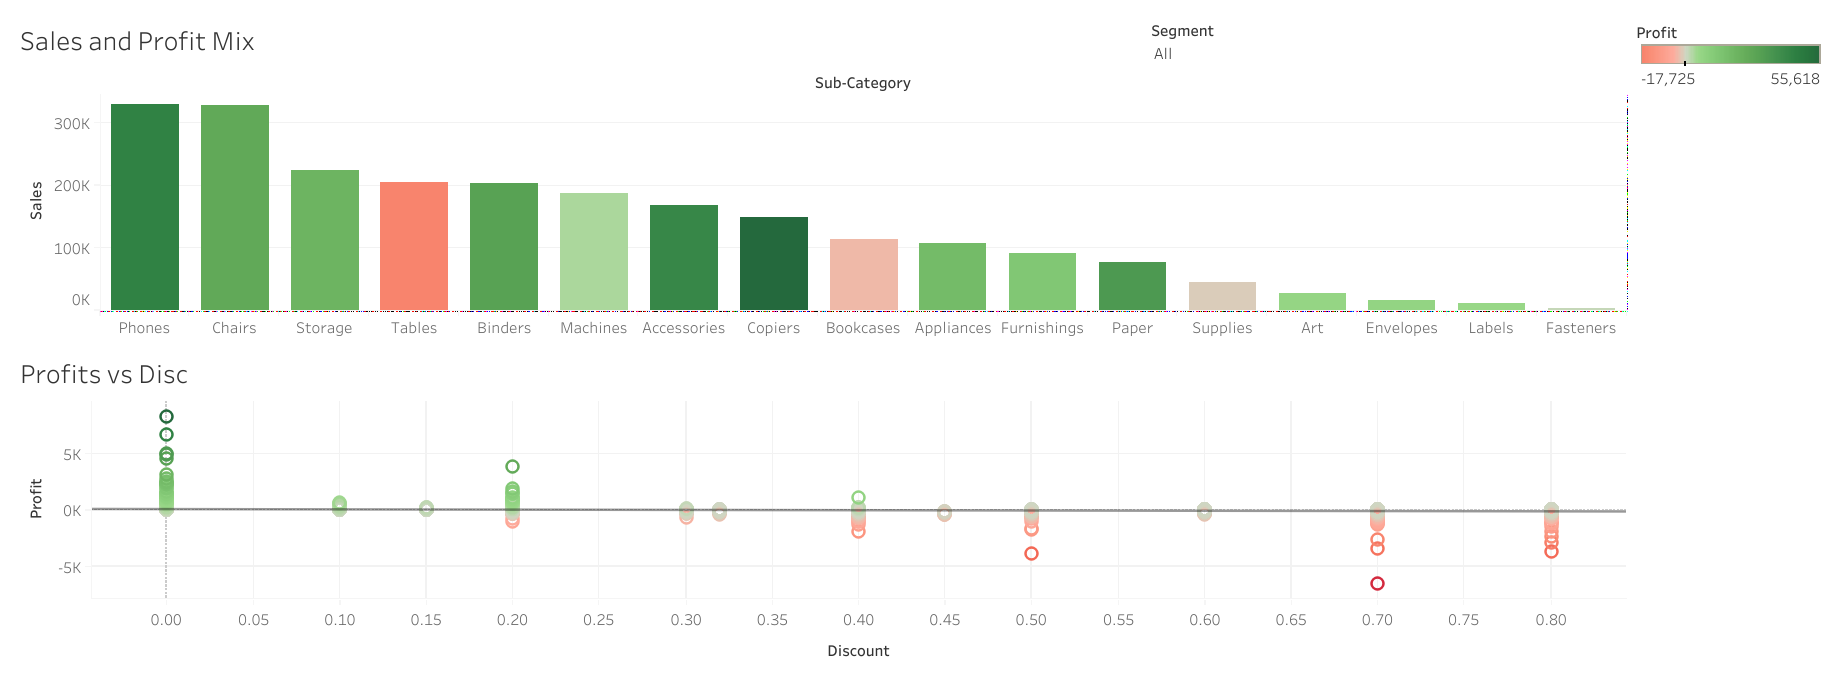 Sales and Profit Mix
Segment
All
Profit
-17,725 55,618
Sub-Category
Sales
300K
200K
100K
0K
Phones Chairs Storage Tables Binders Machines Accessories Copiers Bookcases Appliances Furnishings Paper Supplies Art Envelopes Labels Fasteners
Profits vs Disc
Profit
5K
0K
-5K
0.00 0.05 0.10 0.15 0.20 0.25 0.30 0.35 0.40 0.45 0.50 0.55 0.60 0.65 0.70 0.75 0.80
Discount